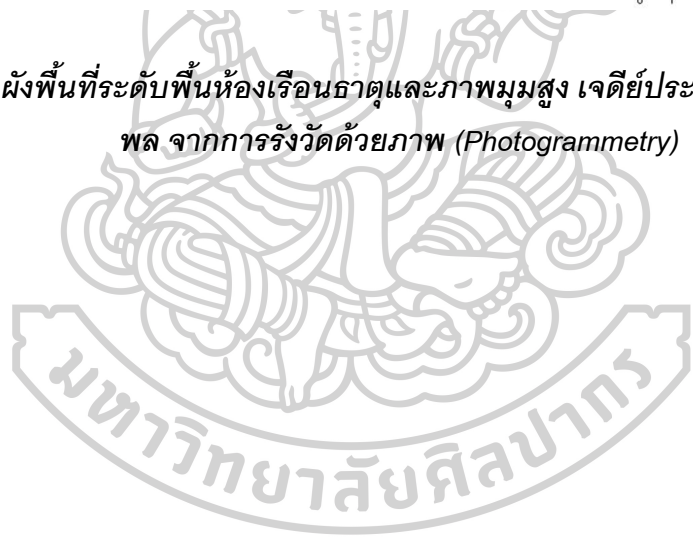 ผังพื้นที่ระดับพื้นห้องเรือนธาตุและภาพมุมสูง เจดีย์ประ
พล จากการรังวัดด้วยภาพ (Photogrammetry)
มหาวิทยาลัยศิลปากร